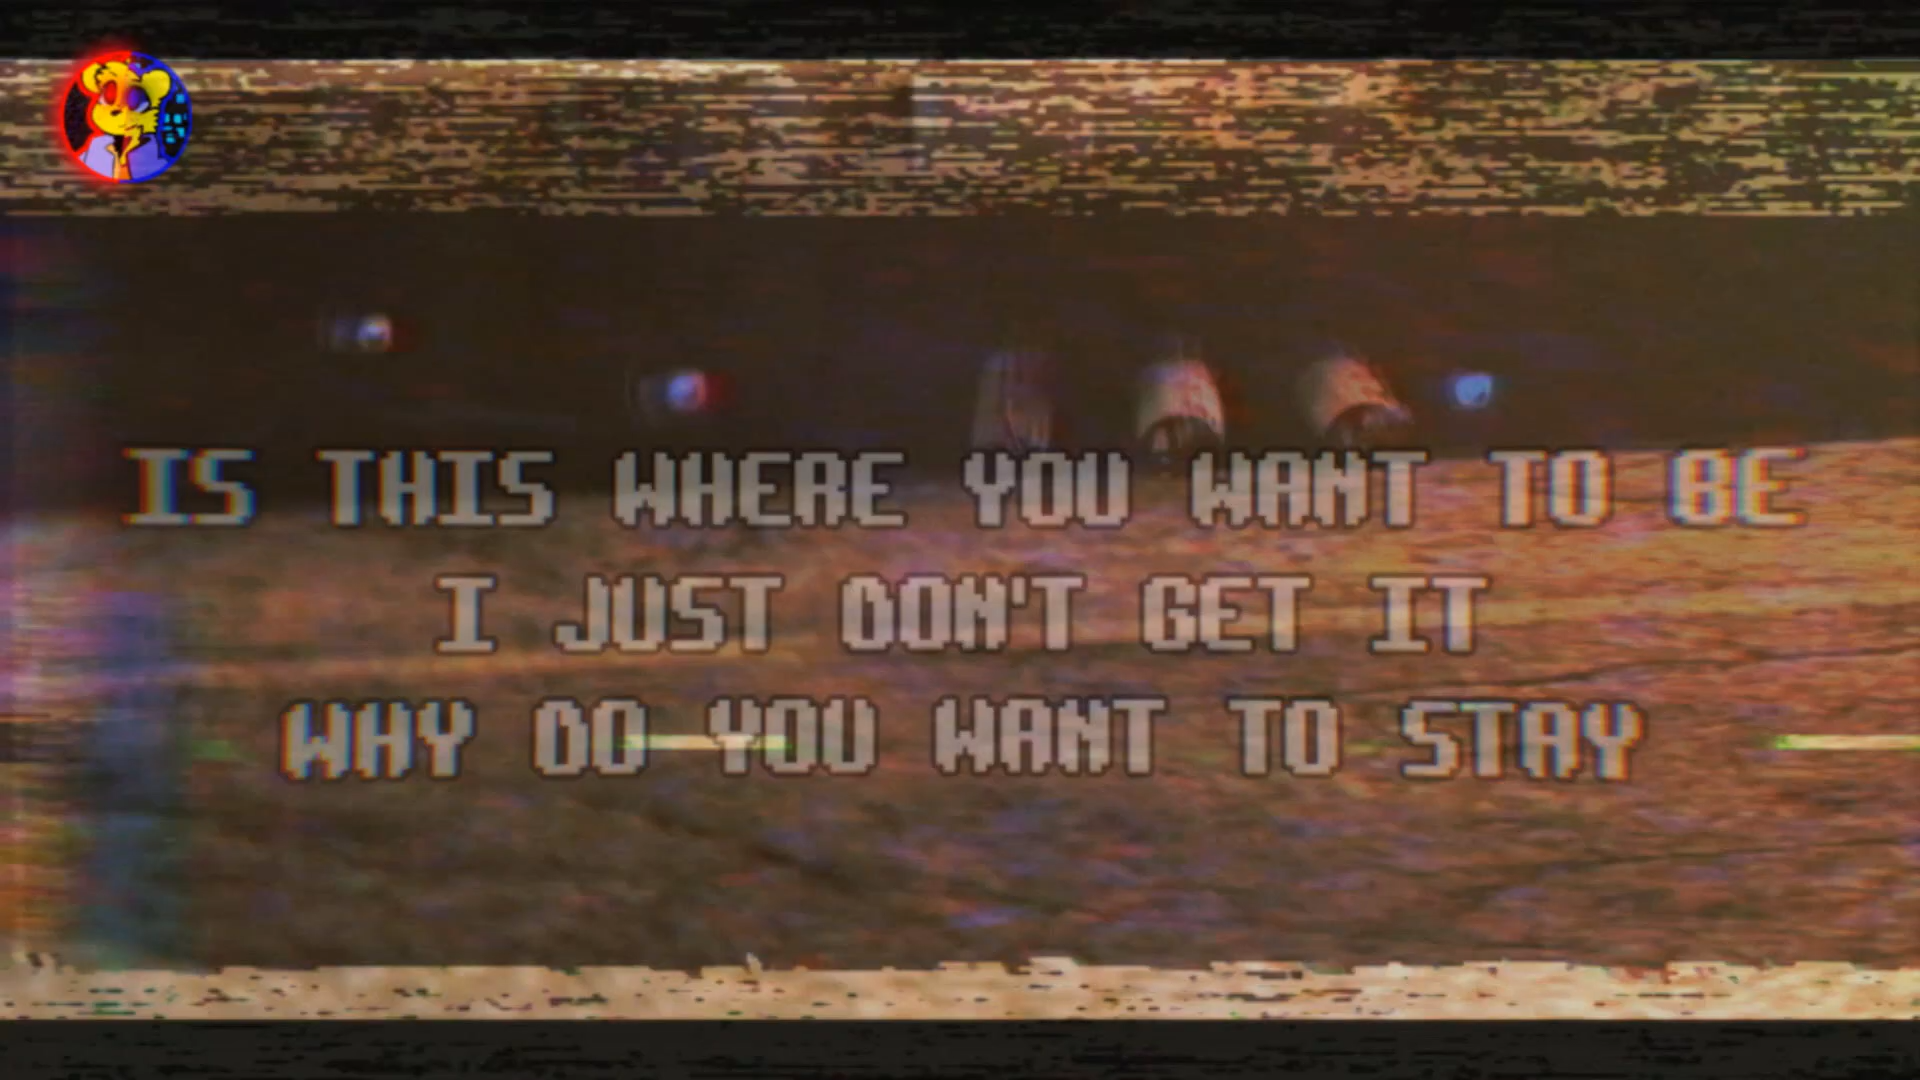 IS THIS WHERE YOU WANT TO BE
I JUST DON'T GET IT
WHY DO YOU WANT TO STAY